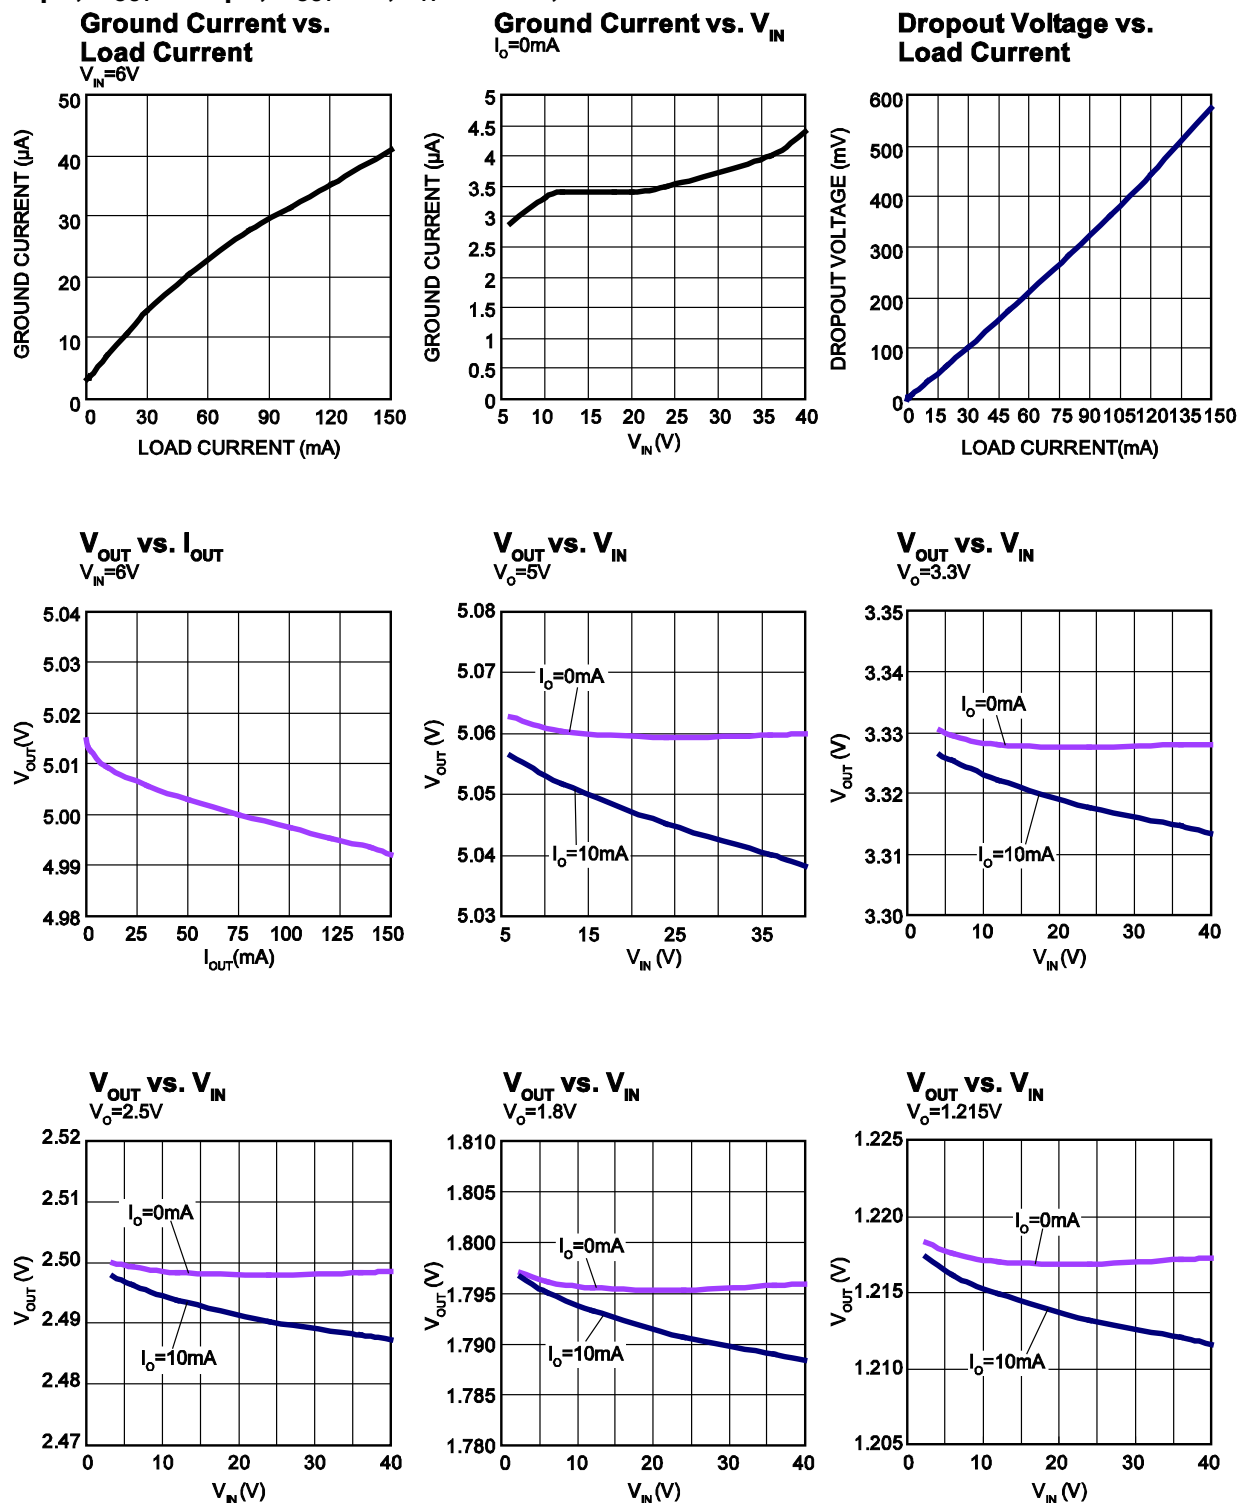 Ground Current vs.
Load Current
VIN=6V
50
40
30
20
10
0
GROUND CURRENT (µA)
0 30 60 90 120 150
LOAD CURRENT (mA)
Ground Current vs. VIN
IO=0mA
5
4.5
4
3.5
3
2.5
2
1.5
1
0.5
0
GROUND CURRENT (µA)
5 10 15 20 25 30 35 40
VIN (V)
Dropout Voltage vs.
Load Current
600
500
400
300
200
100
0
DROPOUT VOLTAGE (mV)
0 15 30 45 60 75 90 105 120 135 150
LOAD CURRENT(mA)
VOUT vs. IOUT
VIN=6V
5.04
5.03
5.02
5.01
5.00
4.99
4.98
VOUT(V)
0 25 50 75 100 125 150
IOUT(mA)
VOUT vs. VIN
VO=5V
5.08
5.07
5.06
5.05
5.04
5.03
VOUT (V)
IO=0mA
IO=10mA
5 15 25 35
VIN (V)
VOUT vs. VIN
VO=3.3V
3.35
3.34
3.33
3.32
3.31
3.30
VOUT (V)
IO=0mA
IO=10mA
0 10 20 30 40
VIN (V)
VOUT vs. VIN
VO=2.5V
2.52
2.51
2.50
2.49
2.48
2.47
VOUT (V)
IO=0mA
IO=10mA
0 10 20 30 40
VIN (V)
VOUT vs. VIN
VO=1.8V
1.810
1.805
1.800
1.795
1.790
1.785
1.780
VOUT (V)
IO=0mA
IO=10mA
0 10 20 30 40
VIN (V)
VOUT vs. VIN
VO=1.215V
1.225
1.220
1.215
1.210
1.205
VOUT (V)
IO=0mA
IO=10mA
0 10 20 30 40
VIN (V)